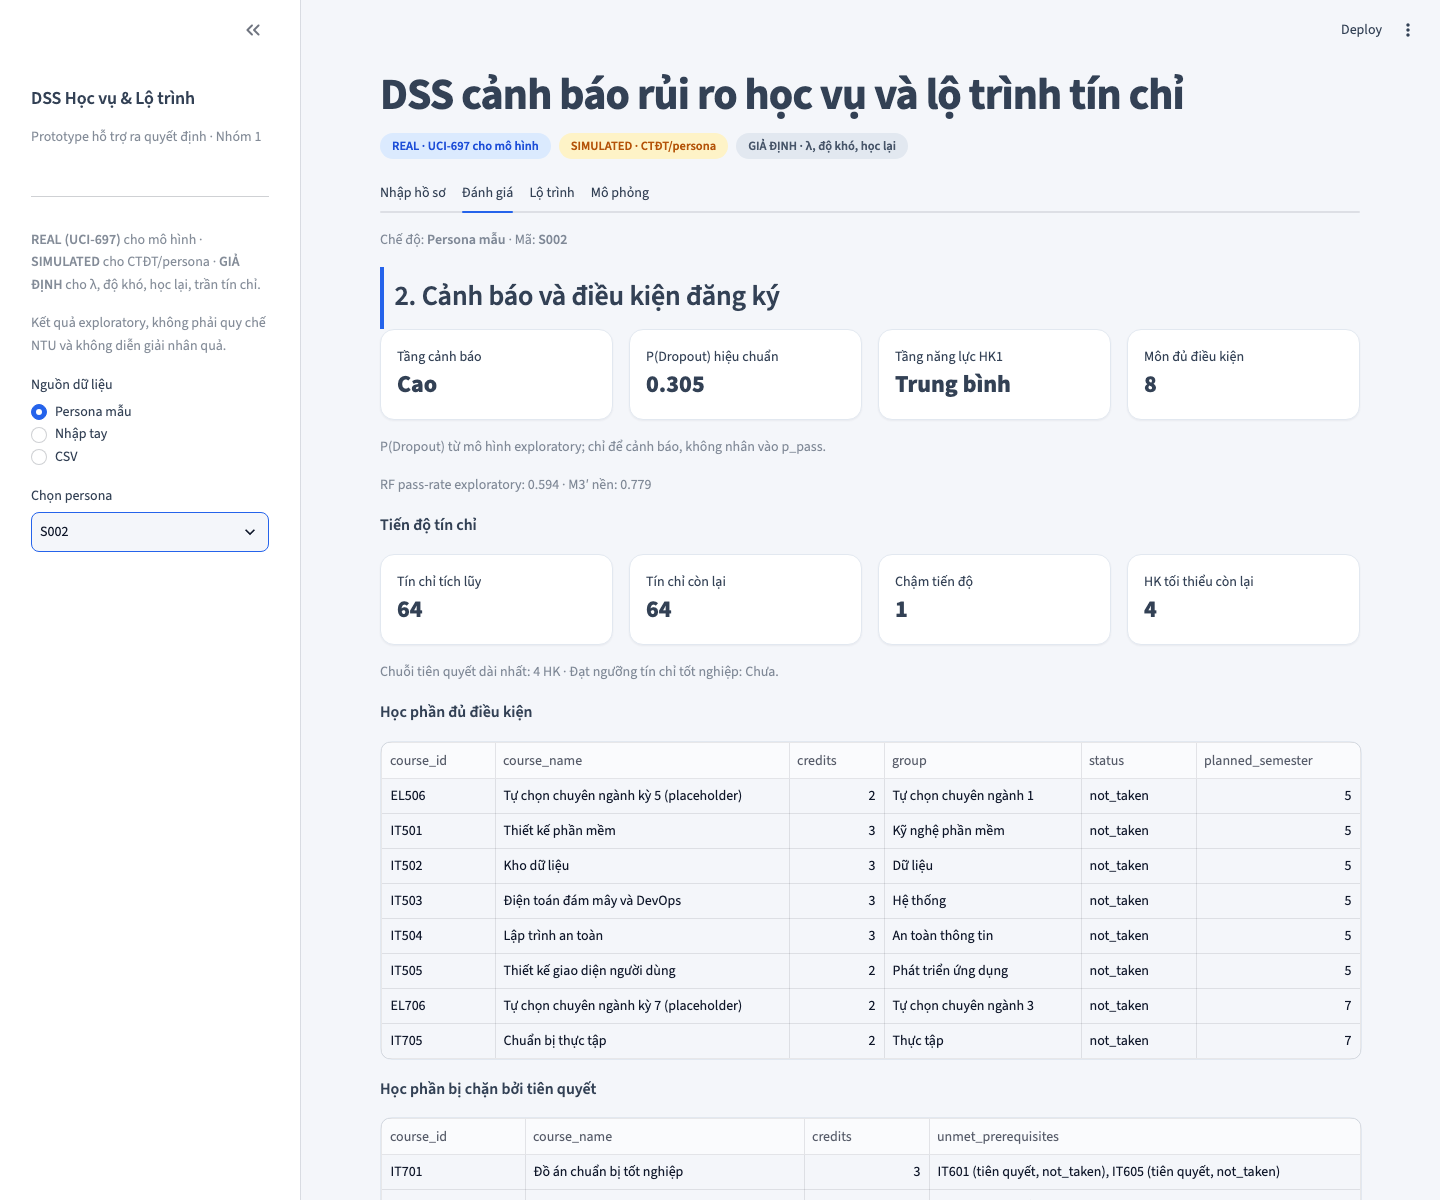 DSS Học vụ & Lộ trình
Prototype hỗ trợ ra quyết định · Nhóm 1
REAL (UCI-697) cho mô hình ·
SIMULATED cho CTĐT/persona · GIẢ
ĐỊNH cho λ, độ khó, học lại, trần tín chỉ.
Kết quả exploratory, không phải quy chế
NTU và không diễn giải nhân quả.
Nguồn dữ liệu
Persona mẫu
Nhập tay
CSV
Chọn persona
S002
Deploy
DSS cảnh báo rủi ro học vụ và lộ trình tín chỉ
REAL · UCI-697 cho mô hình SIMULATED · CTĐT/persona GIẢ ĐỊNH · λ, độ khó, học lại
Nhập hồ sơ Đánh giá Lộ trình Mô phỏng
Chế độ: Persona mẫu · Mã: S002
2. Cảnh báo và điều kiện đăng ký
Tầng cảnh báo P(Dropout) hiệu chuẩn Tầng năng lực HK1 Môn đủ điều kiện
Cao 0.305 Trung bình 8
P(Dropout) từ mô hình exploratory; chỉ để cảnh báo, không nhân vào p_pass.
RF pass-rate exploratory: 0.594 · M3′ nền: 0.779
Tiến độ tín chỉ
Tín chỉ tích lũy Tín chỉ còn lại Chậm tiến độ HK tối thiểu còn lại
64 64 1 4
Chuỗi tiên quyết dài nhất: 4 HK · Đạt ngưỡng tín chỉ tốt nghiệp: Chưa.
Học phần đủ điều kiện
course_id course_name credits group status planned_semester
EL506 Tự chọn chuyên ngành kỳ 5 (placeholder) 2 Tự chọn chuyên ngành 1 not_taken 5
IT501 Thiết kế phần mềm 3 Kỹ nghệ phần mềm not_taken 5
IT502 Kho dữ liệu 3 Dữ liệu not_taken 5
IT503 Điện toán đám mây và DevOps 3 Hệ thống not_taken 5
IT504 Lập trình an toàn 3 An toàn thông tin not_taken 5
IT505 Thiết kế giao diện người dùng 2 Phát triển ứng dụng not_taken 5
EL706 Tự chọn chuyên ngành kỳ 7 (placeholder) 2 Tự chọn chuyên ngành 3 not_taken 7
IT705 Chuẩn bị thực tập 2 Thực tập not_taken 7
Học phần bị chặn bởi tiên quyết
course_id course_name credits unmet_prerequisites
IT701 Đồ án chuẩn bị tốt nghiệp 3 IT601 (tiên quyết, not_taken), IT605 (tiên quyết, not_taken)